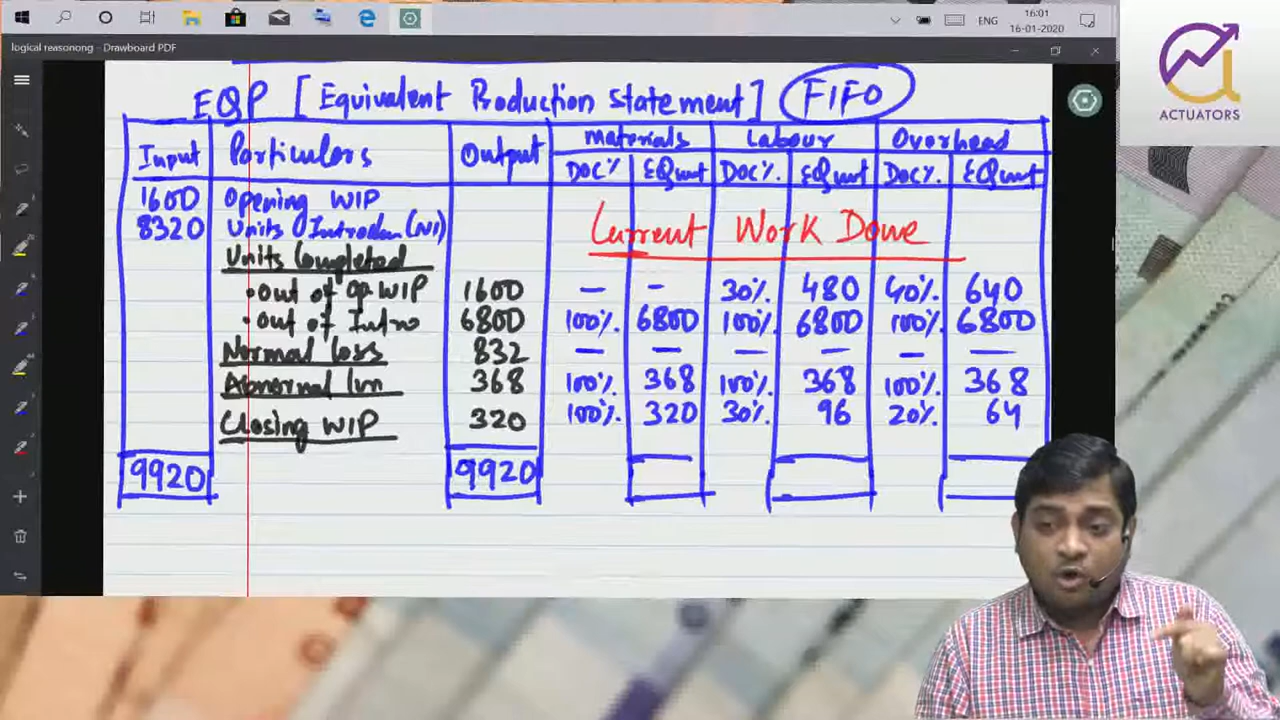 16:01
ENG
16-01-2020
logical reasonong - Drawboard PDF
ACTUATORS
EQP [Equivalent Production Statement] FIFO
Input Particulars Output Materials Labour Overhead
DOC% EQunt DOC%. EQunt DOC% EQunt
1600 Opening WIP
8320 Units Introdun (NI)
Current Work Done
Units Completed
• out of op WIP 1600 — — 30%. 480 40%. 640
• out of Intro 6800 100%. 6800 100%. 6800 100%. 6800
Normal loss 832 — — — — — —
Abnormal lon 368 100%. 368 100%. 368 100%. 368
Closing WIP 320 100%. 320 30%. 96 20%. 64
9920 9920